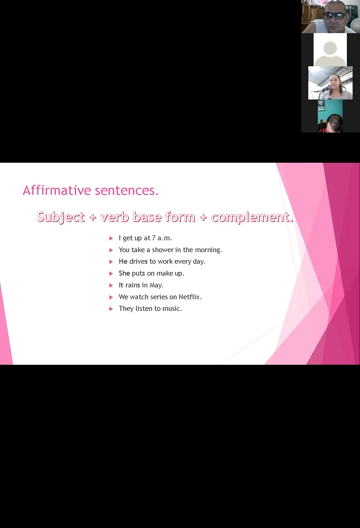 Affirmative sentences.
Subject + verb base form + complement.
I get up at 7 a.m.
You take a shower in the morning.
He drives to work every day.
She puts on make up.
It rains in May.
We watch series on Netflix.
They listen to music.